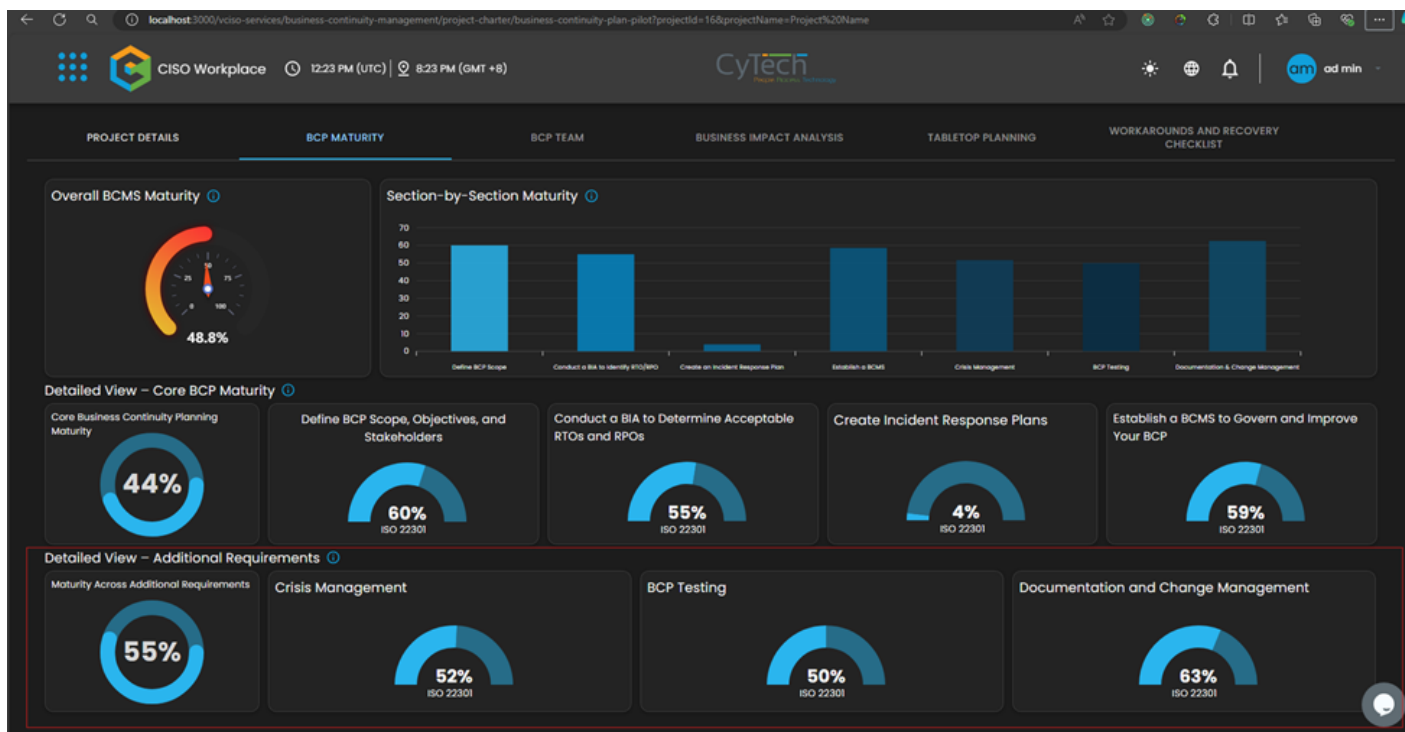 localhost:3000/vciso-services/business-continuity-management/project-charter/business-continuity-plan-pilot?projectId=16&projectName=Project%20Name
CISO Workplace
12:23 PM (UTC)
8:23 PM (GMT +8)
CyTech
People Process Technology
am
ad min
PROJECT DETAILS
BCP MATURITY
BCP TEAM
BUSINESS IMPACT ANALYSIS
TABLETOP PLANNING
WORKAROUNDS AND RECOVERY
CHECKLIST
Overall BCMS Maturity
0
25
50
75
100
48.8%
Section-by-Section Maturity
70
60
50
40
30
20
10
0
Define BCP Scope
Conduct a BIA to identify RTO/RPO
Create an Incident Response Plan
Establish a BCMS
Crisis Management
BCP Testing
Documentation & Change Management
Detailed View – Core BCP Maturity
Core Business Continuity Planning
Maturity
44%
Define BCP Scope, Objectives, and
Stakeholders
60%
ISO 22301
Conduct a BIA to Determine Acceptable
RTOs and RPOs
55%
ISO 22301
Create Incident Response Plans
4%
ISO 22301
Establish a BCMS to Govern and Improve
Your BCP
59%
ISO 22301
Detailed View – Additional Requirements
Maturity Across Additional Requirements
55%
Crisis Management
52%
ISO 22301
BCP Testing
50%
ISO 22301
Documentation and Change Management
63%
ISO 22301